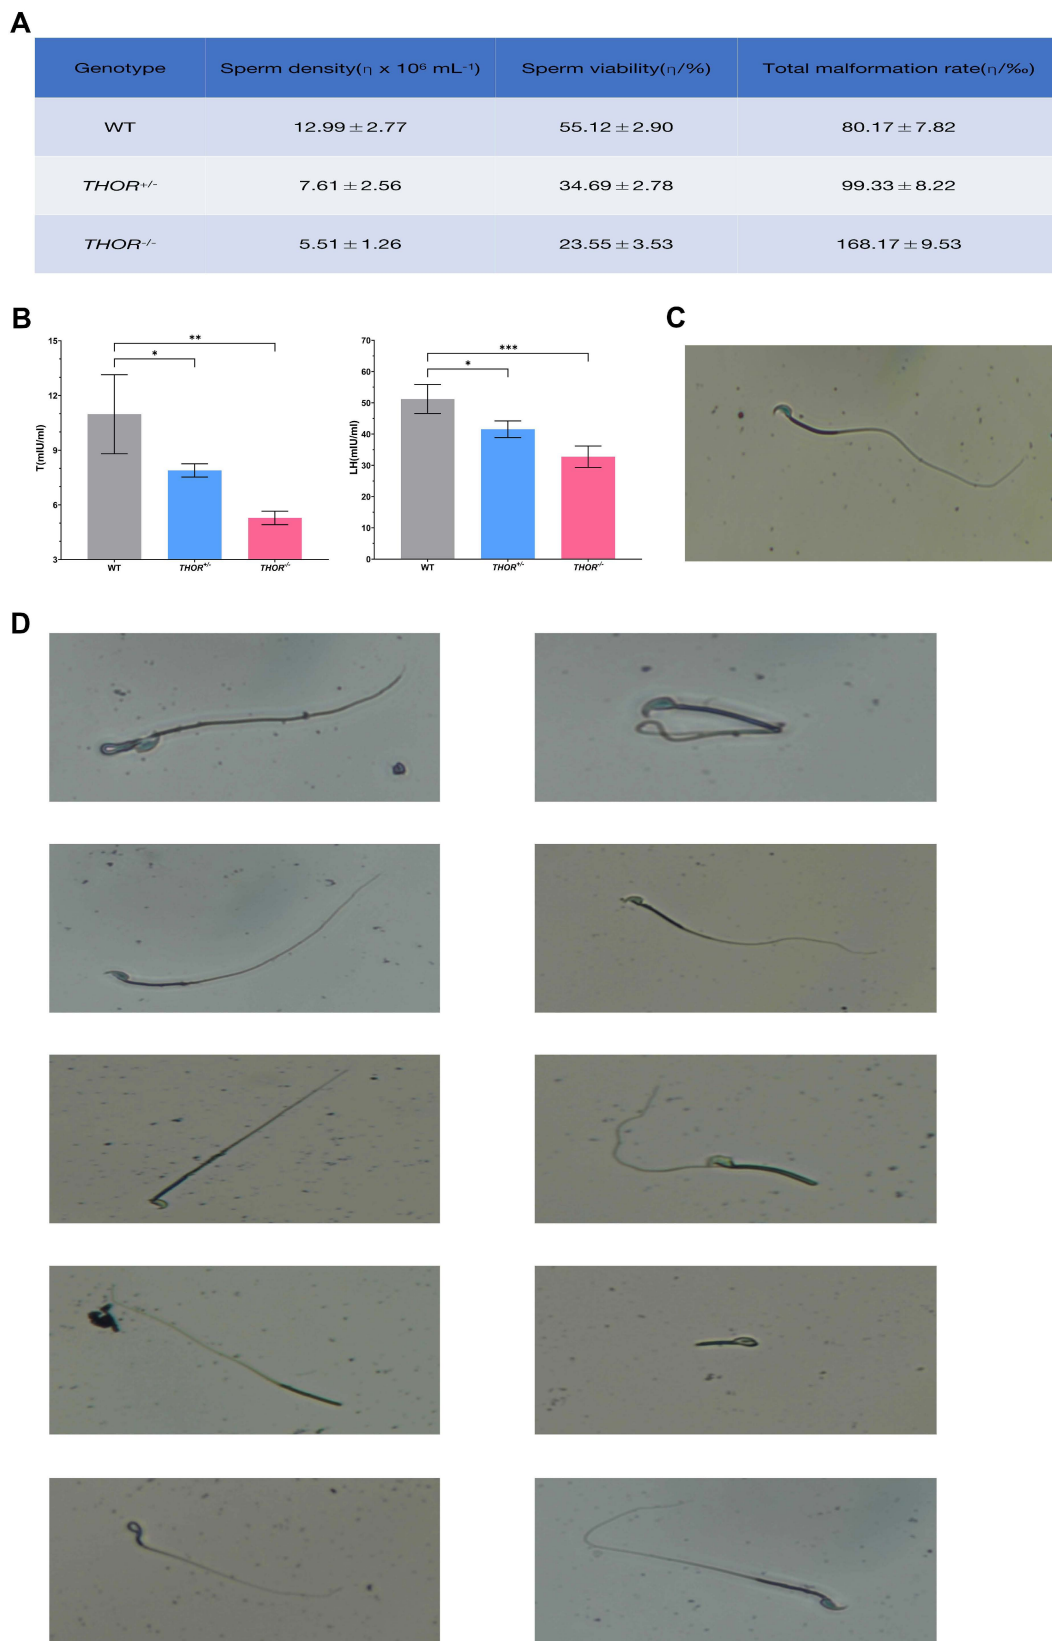 A
Genotype Sperm density(η x 10⁶ mL⁻¹) Sperm viability(η/%) Total malformation rate(η/‰)
WT 12.99±2.77 55.12±2.90 80.17±7.82
THOR⁺/⁻ 7.61±2.56 34.69±2.78 99.33±8.22
THOR⁻/⁻ 5.51±1.26 23.55±3.53 168.17±9.53
B
T(mIU/ml)
15
12
9
6
3
**
*
WT THOR⁺/⁻ THOR⁻/⁻
LH(mIU/ml)
70
60
50
40
30
20
10
0
***
*
WT THOR⁺/⁻ THOR⁻/⁻
C
D